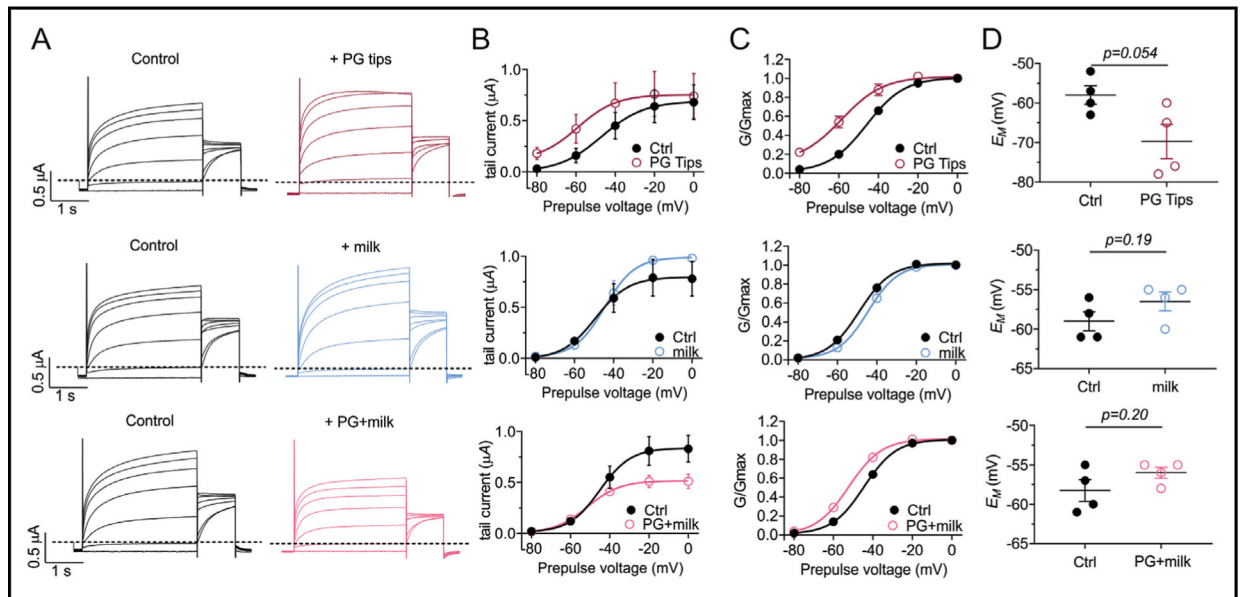 A
B
C
D
Control
+ PG tips
0.5 µA
1 s
tail current (µA)
1.0
0.5
0.0
Ctrl
PG Tips
-80 -60 -40 -20 0
Prepulse voltage (mV)
G/Gmax
1.2
1.0
0.8
0.6
0.4
0.2
0.0
Ctrl
PG Tips
-80 -60 -40 -20 0
Prepulse voltage (mV)
p=0.054
EM (mV)
-50
-60
-70
-80
Ctrl PG Tips
Control
+ milk
0.5 µA
1 s
tail current (µA)
1.0
0.5
0.0
Ctrl
milk
-80 -60 -40 -20 0
Prepulse voltage (mV)
G/Gmax
1.2
1.0
0.8
0.6
0.4
0.2
0.0
Ctrl
milk
-80 -60 -40 -20 0
Prepulse voltage (mV)
p=0.19
EM (mV)
-50
-55
-60
-65
Ctrl milk
Control
+ PG+milk
0.5 µA
1 s
tail current (µA)
1.0
0.5
0.0
Ctrl
PG+milk
-80 -60 -40 -20 0
Prepulse voltage (mV)
G/Gmax
1.2
1.0
0.8
0.6
0.4
0.2
0.0
Ctrl
PG+milk
-80 -60 -40 -20 0
Prepulse voltage (mV)
p=0.20
EM (mV)
-50
-55
-60
-65
Ctrl PG+milk